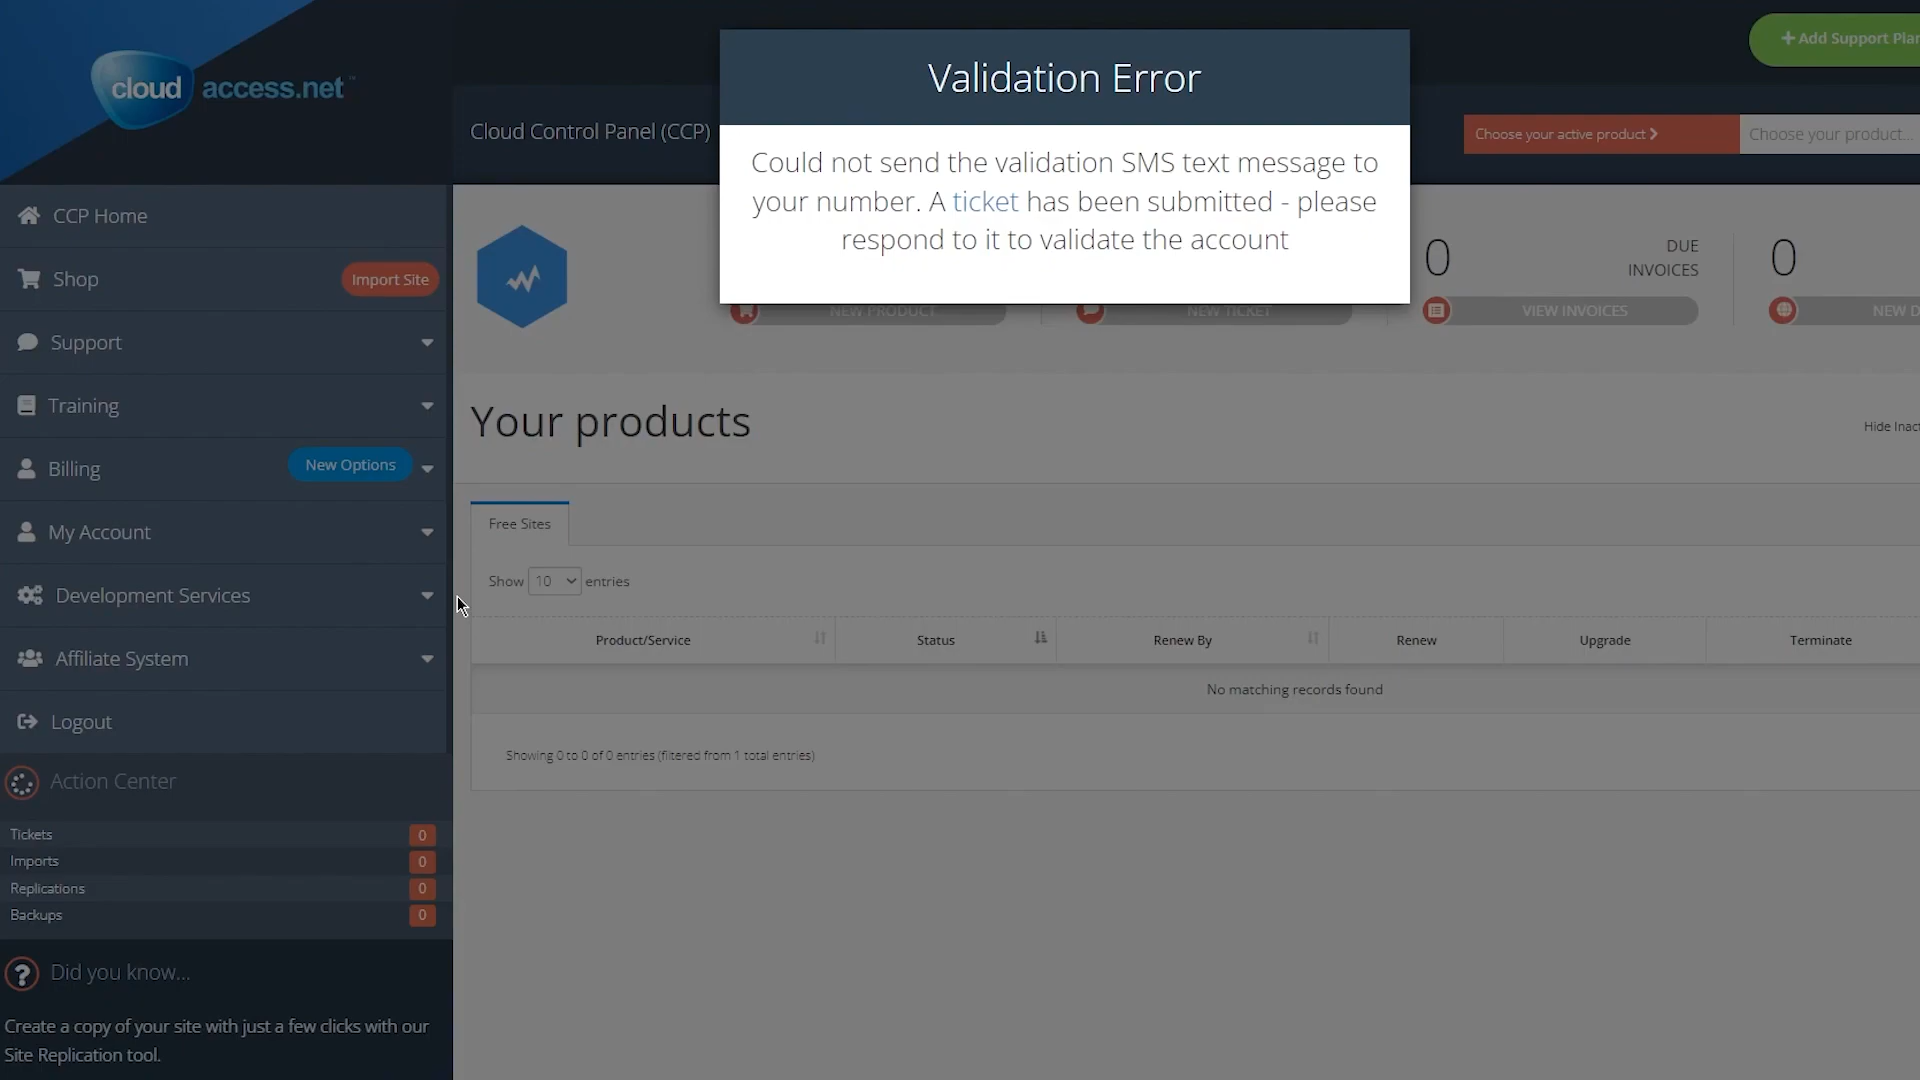 cloud access.net™
Add Support Plan
Validation Error
Cloud Control Panel (CCP)
Choose your active product
Choose your product...
Could not send the validation SMS text message to
your number. A ticket has been submitted - please
respond to it to validate the account
CCP Home
Shop
Import Site
Support
Training
Billing
New Options
My Account
Development Services
Affiliate System
Logout
Action Center
Tickets 0
Imports 0
Replications 0
Backups 0
Did you know...
Create a copy of your site with just a few clicks with our
Site Replication tool.
NEW PRODUCT
NEW TICKET
0
DUE
INVOICES
VIEW INVOICES
0
NEW D
Your products
Hide Inact
Free Sites
Show 10 entries
Product/Service Status Renew By Renew Upgrade Terminate
No matching records found
Showing 0 to 0 of 0 entries (filtered from 1 total entries)